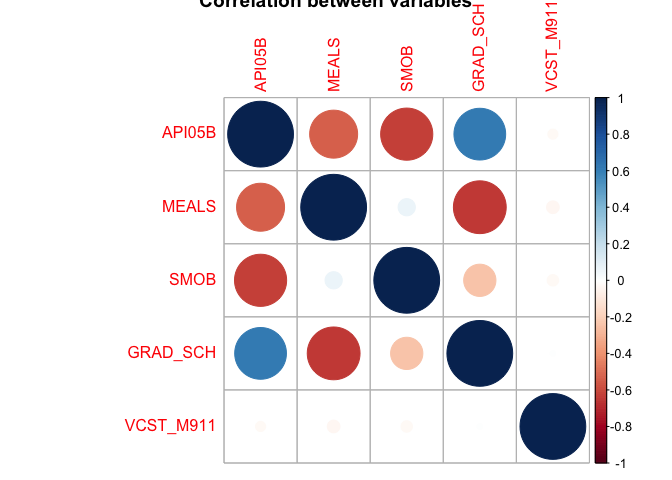 Correlation between variables
API05B
MEALS
SMOB
GRAD_SCH
VCST_M911
API05B
MEALS
SMOB
GRAD_SCH
VCST_M911
1
0.8
0.6
0.4
0.2
0
-0.2
-0.4
-0.6
-0.8
-1